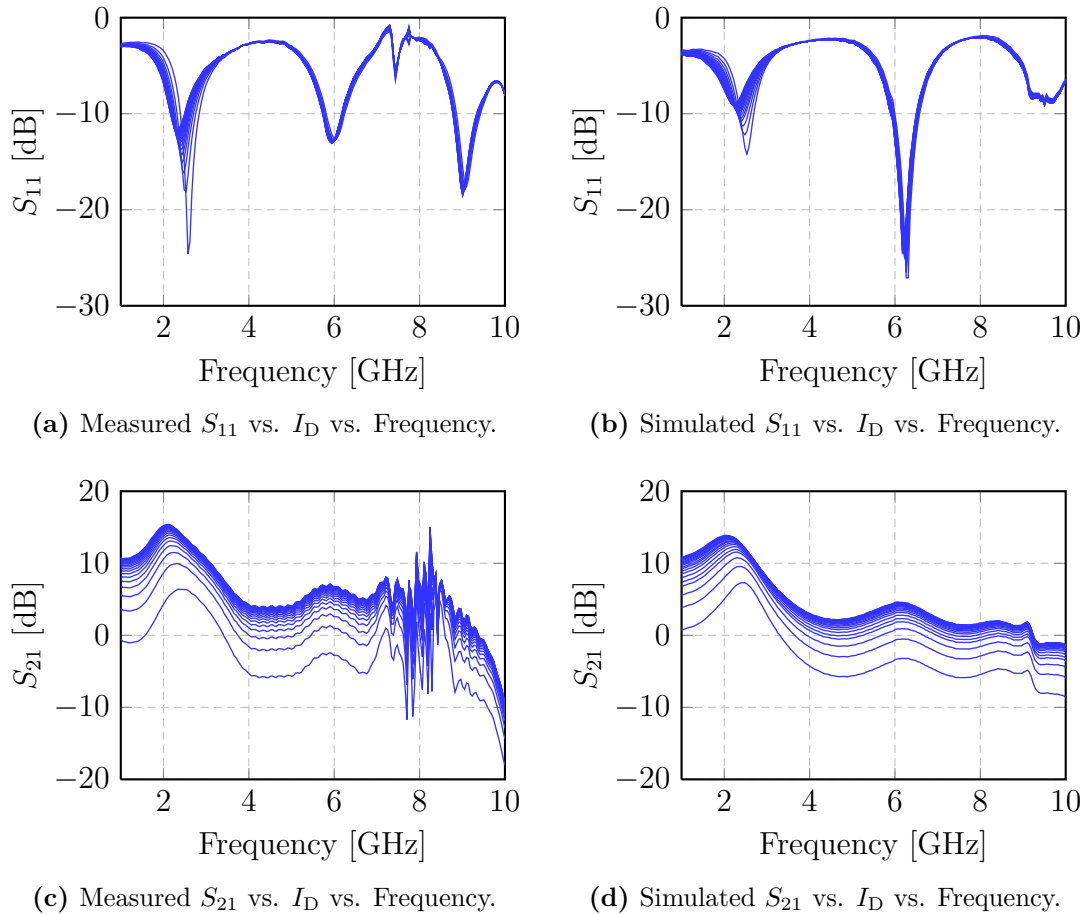 0
−10
−20
−30
S11 [dB]
2 4 6 8 10
Frequency [GHz]
(a) Measured S11 vs. ID vs. Frequency.
0
−10
−20
−30
S11 [dB]
2 4 6 8 10
Frequency [GHz]
(b) Simulated S11 vs. ID vs. Frequency.
20
10
0
−10
−20
S21 [dB]
2 4 6 8 10
Frequency [GHz]
(c) Measured S21 vs. ID vs. Frequency.
20
10
0
−10
−20
S21 [dB]
2 4 6 8 10
Frequency [GHz]
(d) Simulated S21 vs. ID vs. Frequency.